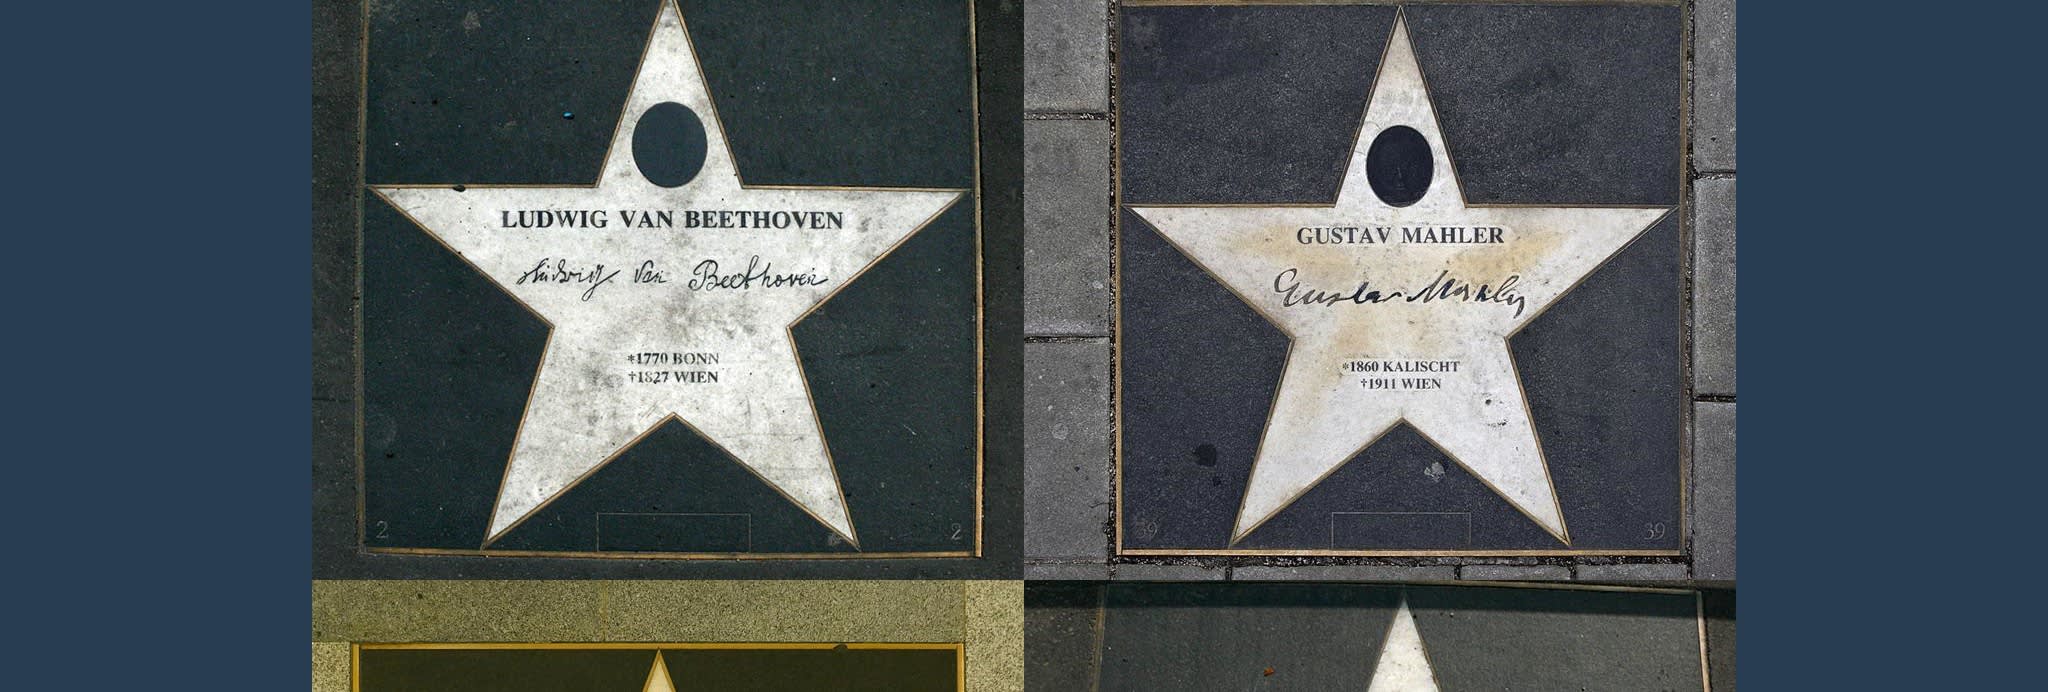 LUDWIG VAN BEETHOVEN
Ludwig van Beethoven
*1770 BONN
†1827 WIEN
2 2
GUSTAV MAHLER
Gustav Mahler
*1860 KALISCHT
†1911 WIEN
39 39